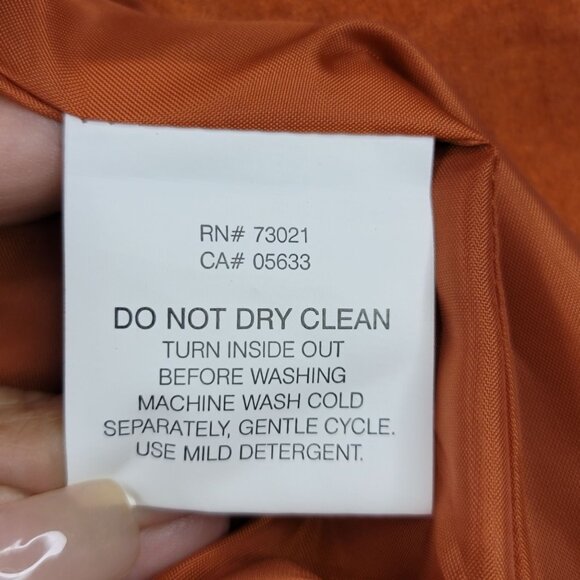 RN# 73021
CA# 05633
DO NOT DRY CLEAN
TURN INSIDE OUT
BEFORE WASHING
MACHINE WASH COLD
SEPARATELY, GENTLE CYCLE.
USE MILD DETERGENT.